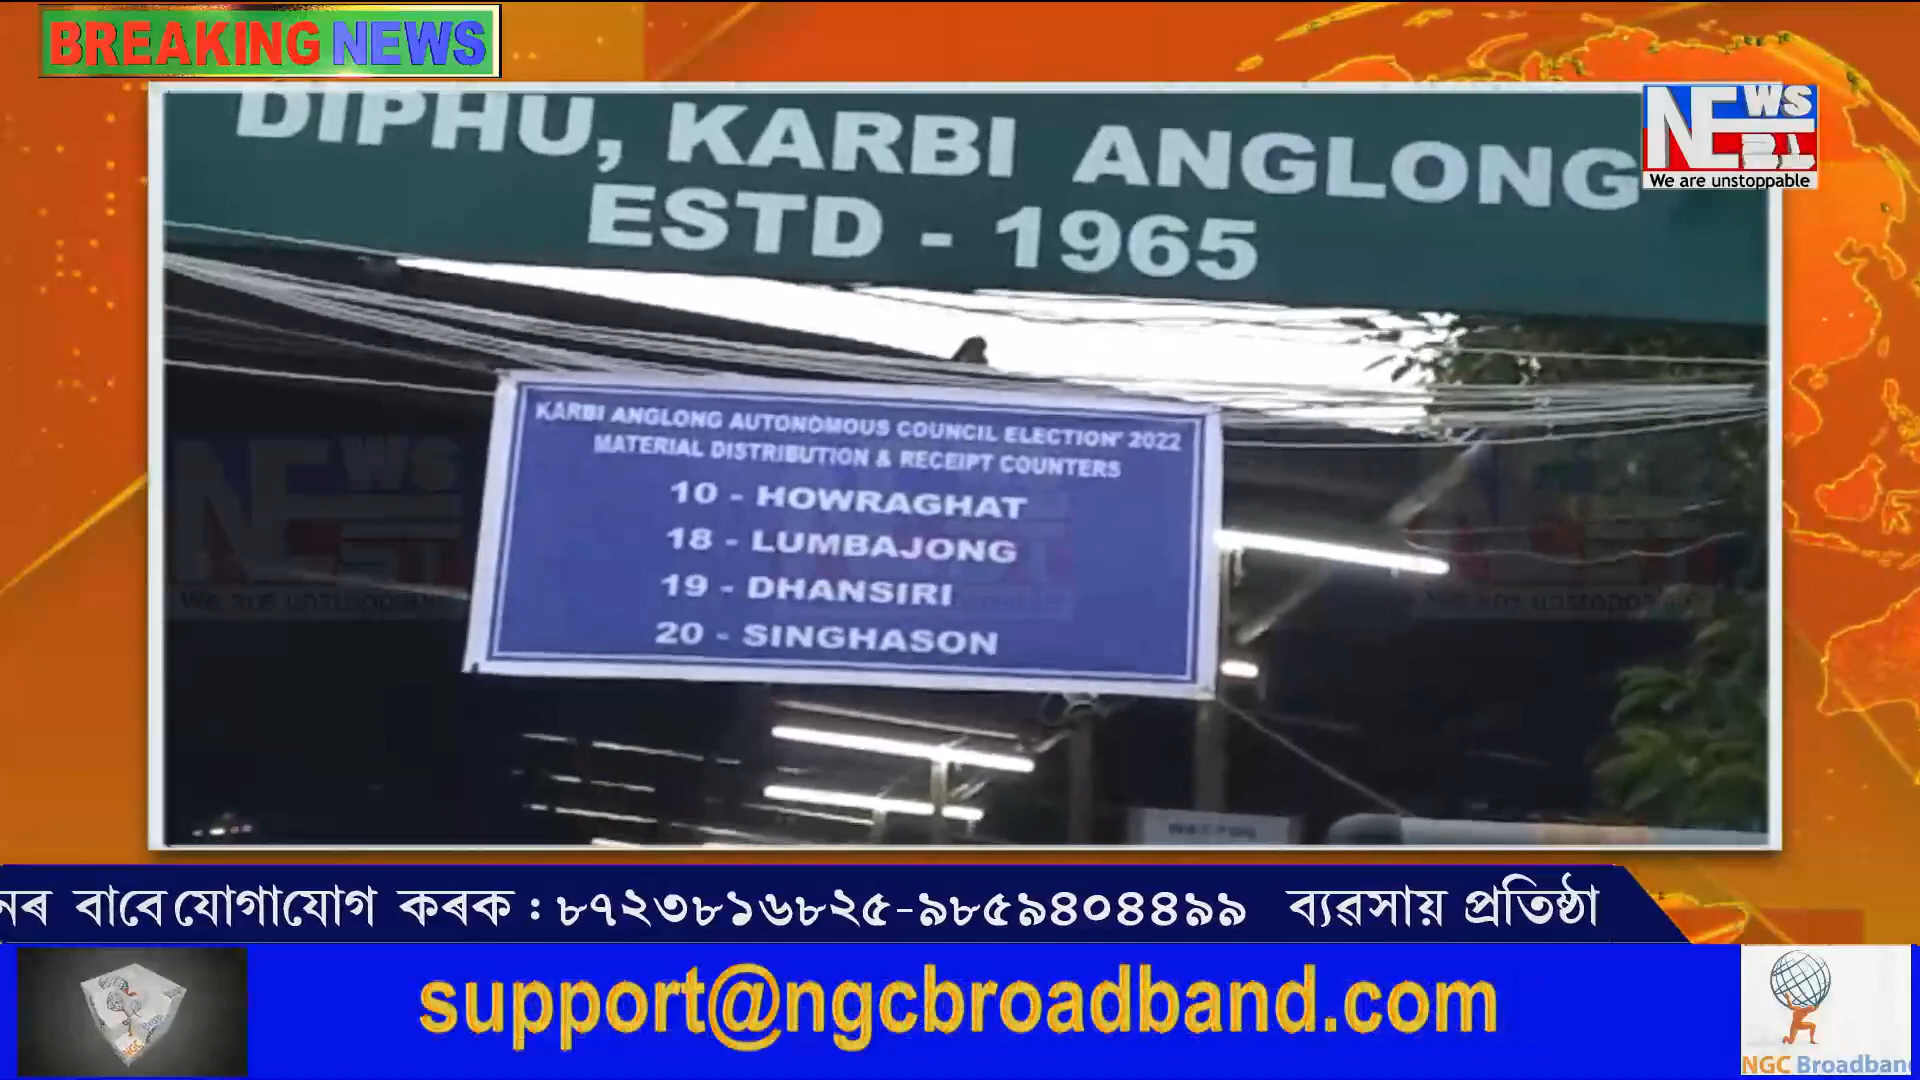 BREAKING NEWS
NEWS 21
We are unstoppable
DIPHU, KARBI ANGLONG
ESTD - 1965
KARBI ANGLONG AUTONOMOUS COUNCIL ELECTION' 2022
MATERIAL DISTRIBUTION & RECEIPT COUNTERS
10 - HOWRAGHAT
18 - LUMBAJONG
19 - DHANSIRI
20 - SINGHASON
নৰ বাবে যোগাযোগ কৰক : ৮৭২৩৮১৬৮২৫-৯৮৫৯৪০৪৪৯৯ ব্যৱসায় প্ৰতিষ্ঠা
support@ngcbroadband.com
NGC
NGC Broadban